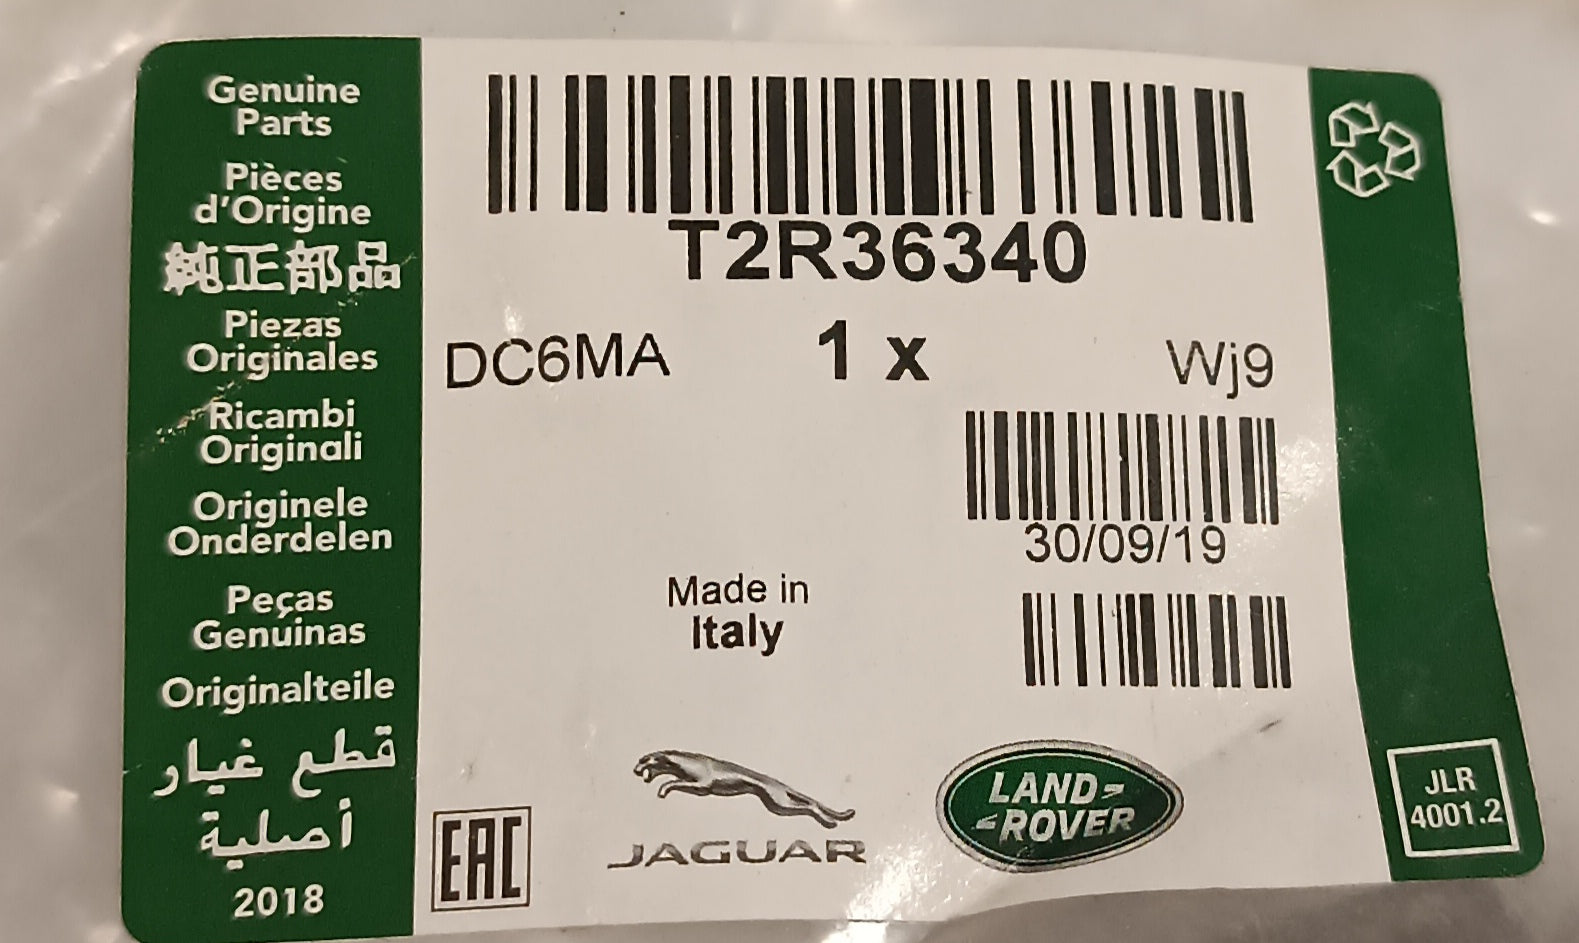 Genuine
Parts
Pièces
d'Origine
純正部品
Piezas
Originales
Ricambi
Originali
Originele
Onderdelen
Peças
Genuinas
Originalteile
قطع غيار
أصلية
2018
T2R36340
DC6MA 1 x Wj9
30/09/19
Made in
Italy
EAC
JAGUAR
LAND-
-ROVER
JLR
4001.2